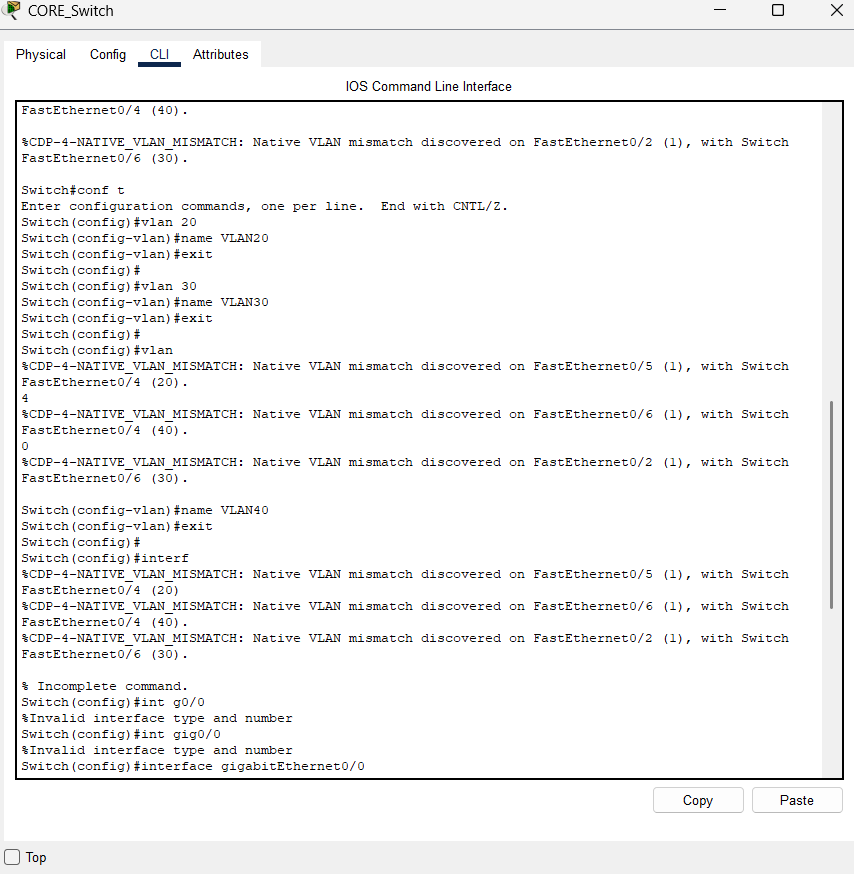 CORE_Switch
Physical Config CLI Attributes
IOS Command Line Interface
FastEthernet0/4 (40).
%CDP-4-NATIVE_VLAN_MISMATCH: Native VLAN mismatch discovered on FastEthernet0/2 (1), with Switch
FastEthernet0/6 (30).
Switch#conf t
Enter configuration commands, one per line.  End with CNTL/Z.
Switch(config)#vlan 20
Switch(config-vlan)#name VLAN20
Switch(config-vlan)#exit
Switch(config)#
Switch(config)#vlan 30
Switch(config-vlan)#name VLAN30
Switch(config-vlan)#exit
Switch(config)#
Switch(config)#vlan
%CDP-4-NATIVE_VLAN_MISMATCH: Native VLAN mismatch discovered on FastEthernet0/5 (1), with Switch
FastEthernet0/4 (20).
4
%CDP-4-NATIVE_VLAN_MISMATCH: Native VLAN mismatch discovered on FastEthernet0/6 (1), with Switch
FastEthernet0/4 (40).
0
%CDP-4-NATIVE_VLAN_MISMATCH: Native VLAN mismatch discovered on FastEthernet0/2 (1), with Switch
FastEthernet0/6 (30).
Switch(config-vlan)#name VLAN40
Switch(config-vlan)#exit
Switch(config)#
Switch(config)#interf
%CDP-4-NATIVE_VLAN_MISMATCH: Native VLAN mismatch discovered on FastEthernet0/5 (1), with Switch
FastEthernet0/4 (20)
%CDP-4-NATIVE_VLAN_MISMATCH: Native VLAN mismatch discovered on FastEthernet0/6 (1), with Switch
FastEthernet0/4 (40).
%CDP-4-NATIVE_VLAN_MISMATCH: Native VLAN mismatch discovered on FastEthernet0/2 (1), with Switch
FastEthernet0/6 (30).
% Incomplete command.
Switch(config)#int g0/0
%Invalid interface type and number
Switch(config)#int gig0/0
%Invalid interface type and number
Switch(config)#interface gigabitEthernet0/0
Copy Paste
Top